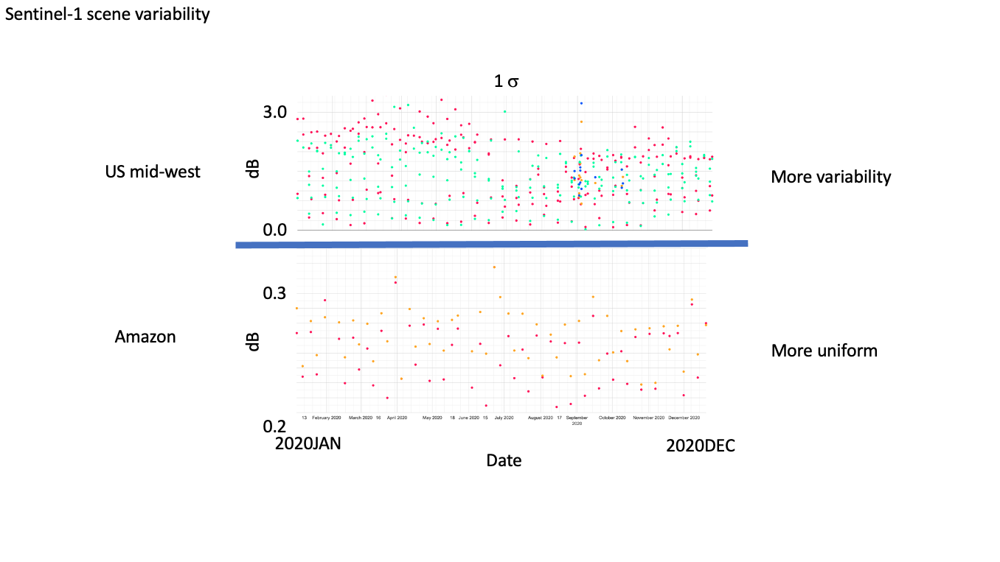 Sentinel-1 scene variability
1 σ
3.0
US mid-west
dB
More variability
0.0
0.3
Amazon
dB
More uniform
13 February 2020 March 2020 16 April 2020 May 2020 18 June 2020 15 July 2020 August 2020 17 September 2020 October 2020 November 2020 December 2020
0.2
2020JAN
2020DEC
Date